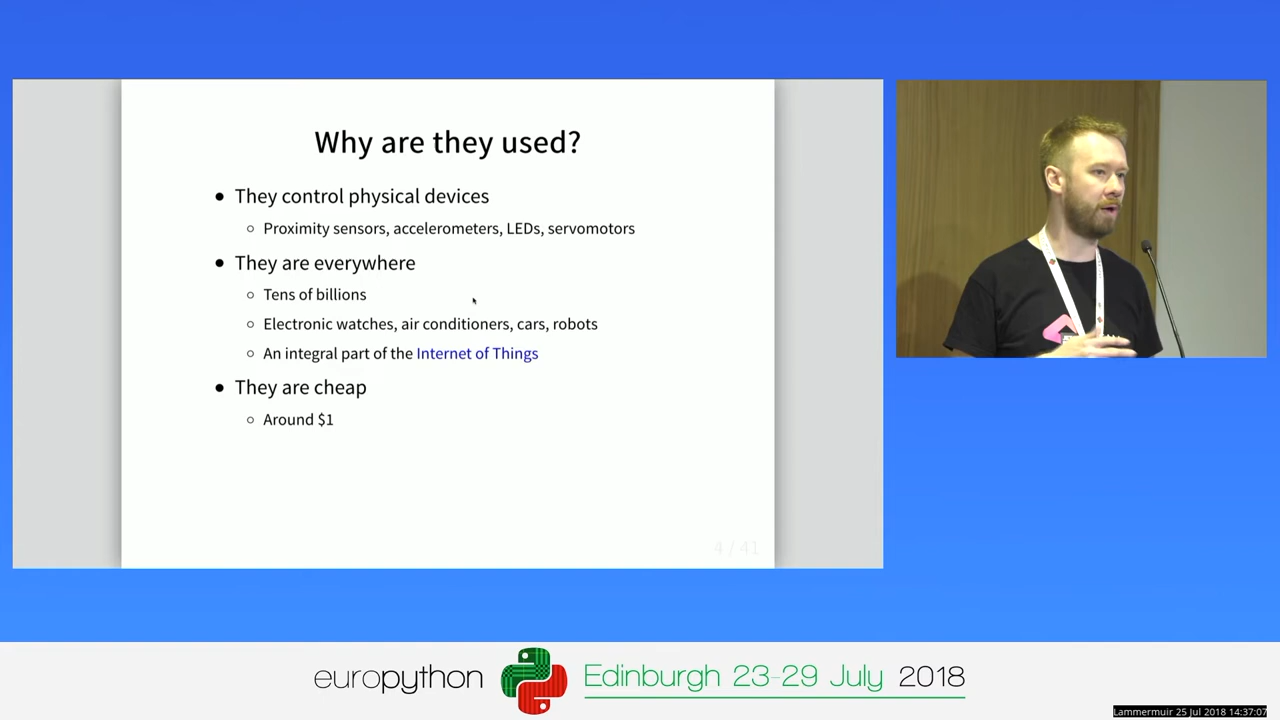 Why are they used?
● They control physical devices
○ Proximity sensors, accelerometers, LEDs, servomotors
● They are everywhere
○ Tens of billions
○ Electronic watches, air conditioners, cars, robots
○ An integral part of the Internet of Things
● They are cheap
○ Around $1
4 / 41
europython Edinburgh 23-29 July 2018
Lammermuir 25 Jul 2018 14:37:07